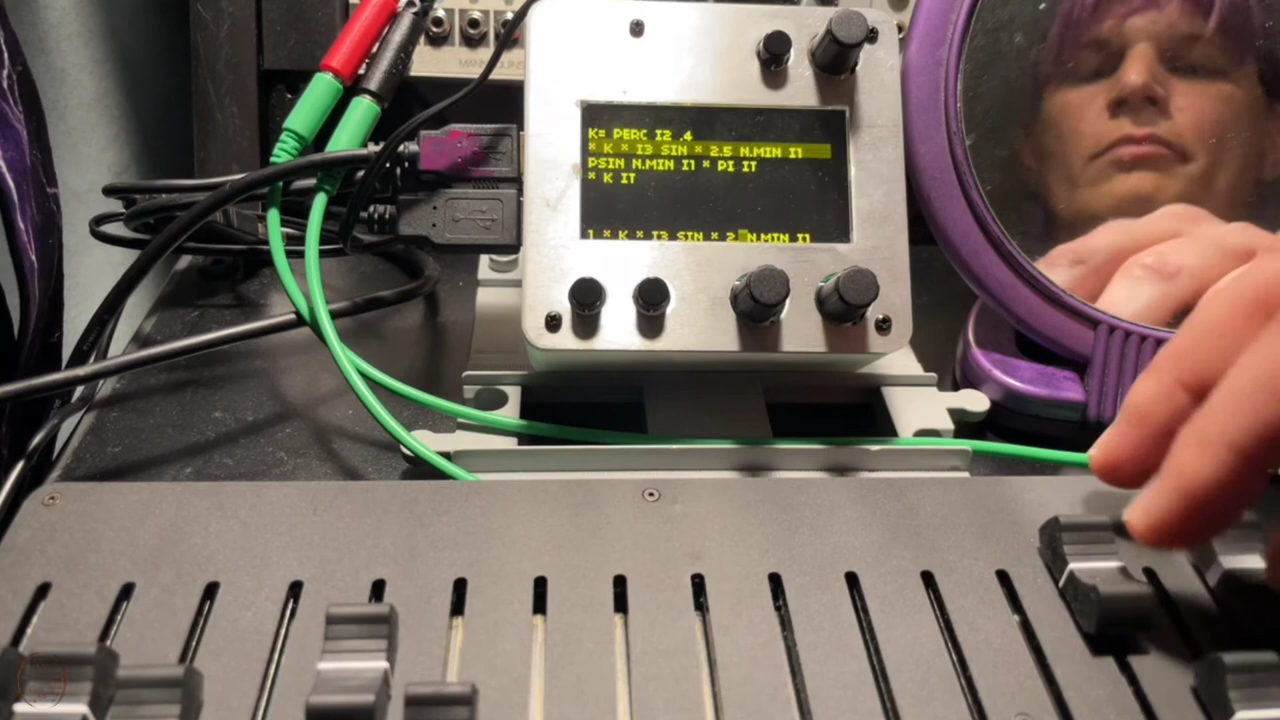 K= PERC I2 .4
* K * I3 SIN * 2.5 N.MIN I1
PSIN N.MIN I1 * PI IT
* K IT
1 * K * I3 SIN * 2 N.MIN I1